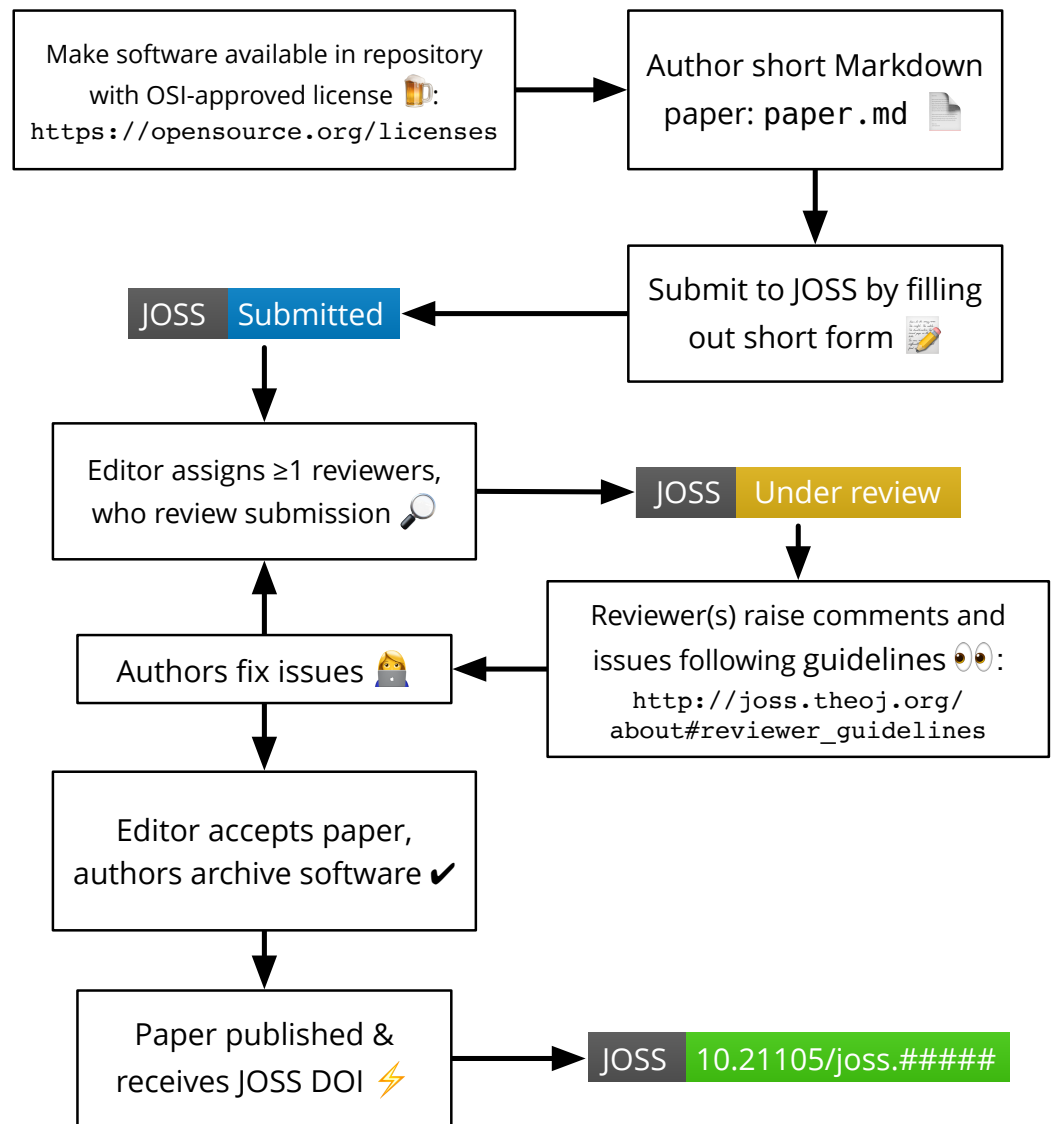 Make software available in repository
with OSI-approved license 🍺:
https://opensource.org/licenses
Author short Markdown
paper: paper.md 📄
Submit to JOSS by filling
out short form 📝
JOSS Submitted
Editor assigns ≥1 reviewers,
who review submission 🔎
JOSS Under review
Reviewer(s) raise comments and
issues following guidelines 👀:
http://joss.theoj.org/
about#reviewer_guidelines
Authors fix issues 👩‍💻
Editor accepts paper,
authors archive software ✔
Paper published &
receives JOSS DOI ⚡
JOSS 10.21105/joss.#####